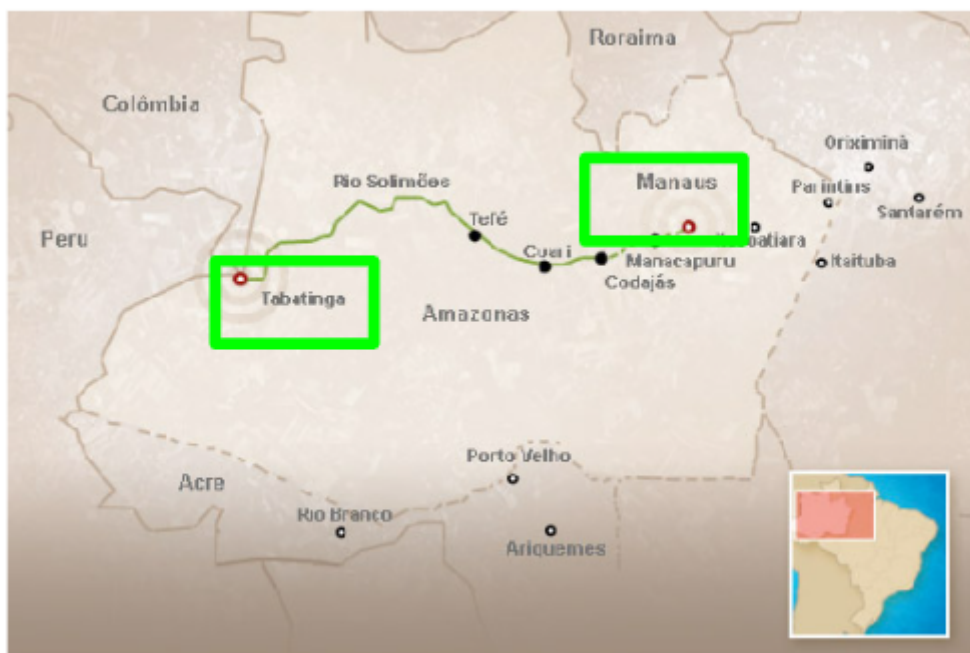 Roraima
Colômbia
Oriximiná
Rio Solimões
Manaus
Parintins
Santarém
Tefé
Peru
Itacoatiara
Coari
Manacapuru
Itaituba
Codajás
Tabatinga
Amazonas
Porto Velho
Acre
Rio Branco
Ariquemes